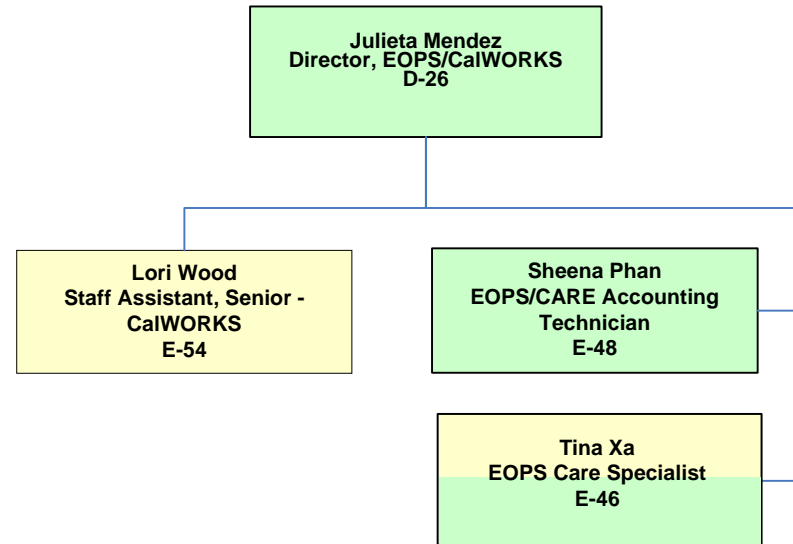 Julieta Mendez
Director, EOPS/CalWORKS
D-26
Lori Wood
Staff Assistant, Senior -
CalWORKS
E-54
Sheena Phan
EOPS/CARE Accounting
Technician
E-48
Tina Xa
EOPS Care Specialist
E-46